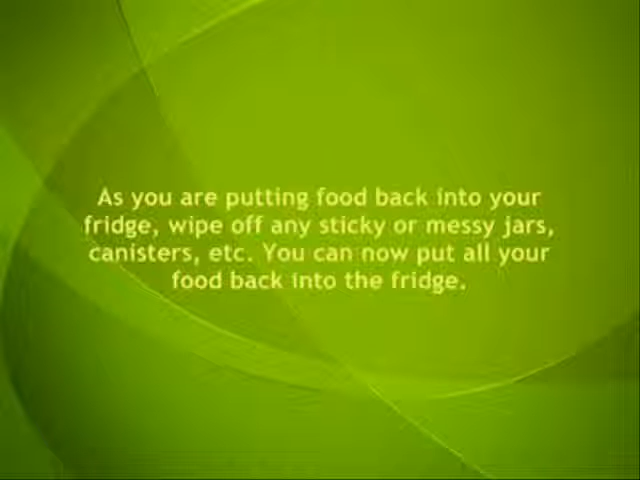 As you are putting food back into your
fridge, wipe off any sticky or messy jars,
canisters, etc. You can now put all your
food back into the fridge.